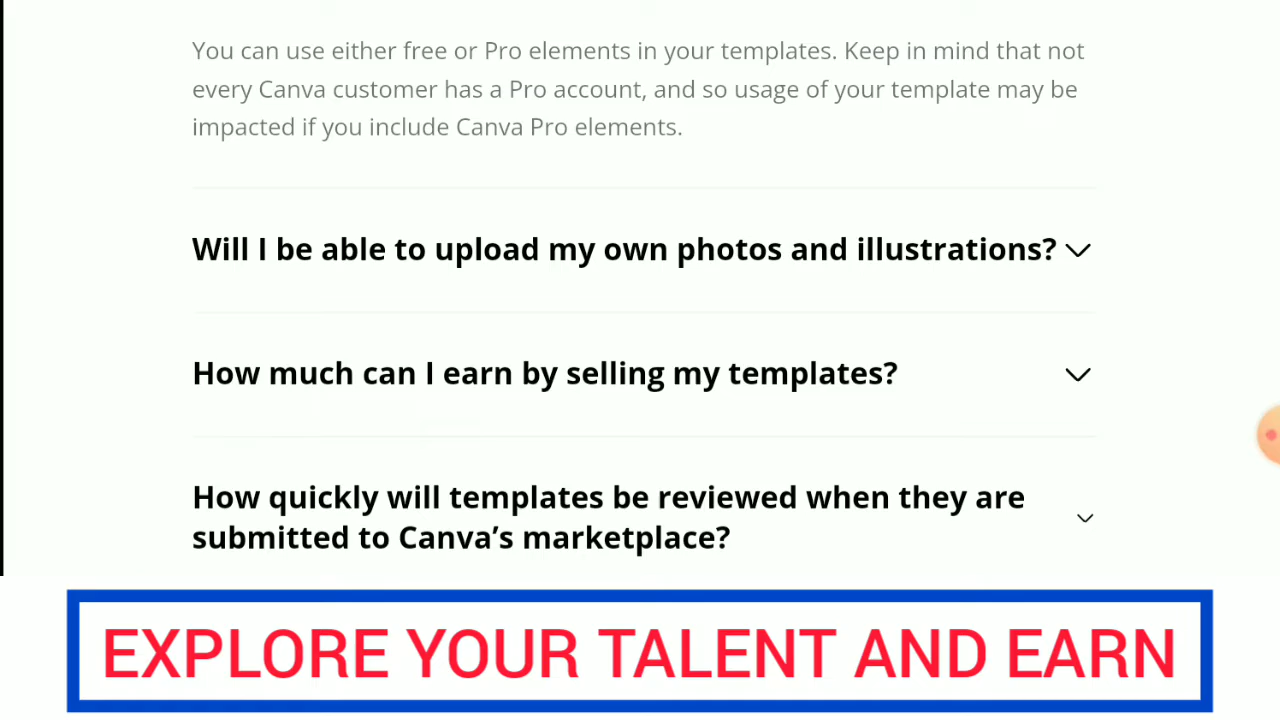 You can use either free or Pro elements in your templates. Keep in mind that not
every Canva customer has a Pro account, and so usage of your template may be
impacted if you include Canva Pro elements.
Will I be able to upload my own photos and illustrations?
How much can I earn by selling my templates?
How quickly will templates be reviewed when they are
submitted to Canva’s marketplace?
EXPLORE YOUR TALENT AND EARN